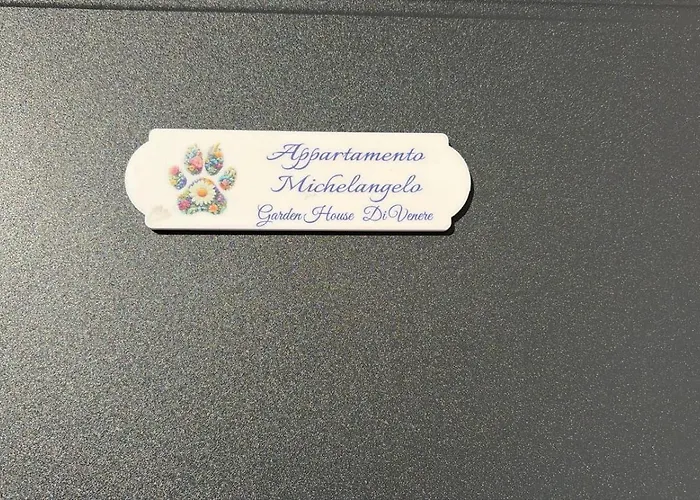 Appartamento
Michelangelo
Garden House Di Venere